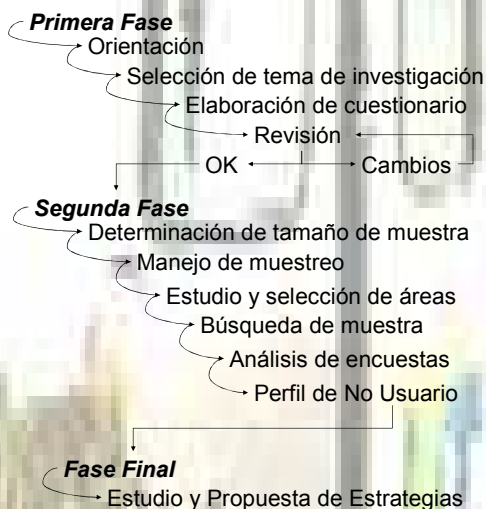 Primera Fase
Orientación
Selección de tema de investigación
Elaboración de cuestionario
Revisión
OK
Cambios
Segunda Fase
Determinación de tamaño de muestra
Manejo de muestreo
Estudio y selección de áreas
Búsqueda de muestra
Análisis de encuestas
Perfil de No Usuario
Fase Final
Estudio y Propuesta de Estrategias